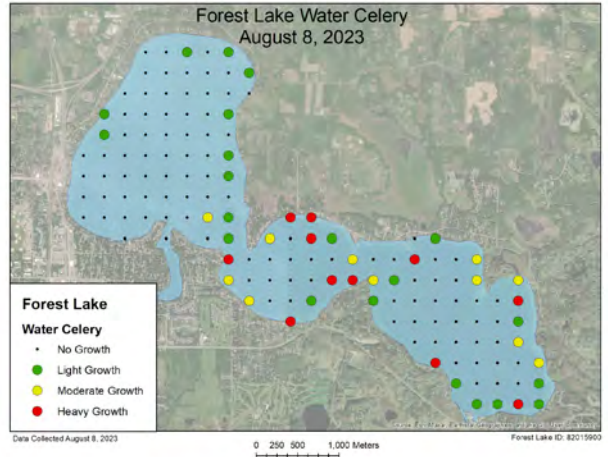 Forest Lake Water Celery
August 8, 2023
Forest Lake
Water Celery
No Growth
Light Growth
Moderate Growth
Heavy Growth
Data Collected August 8, 2023
Forest Lake ID: 82015900
0 250 500 1,000 Meters